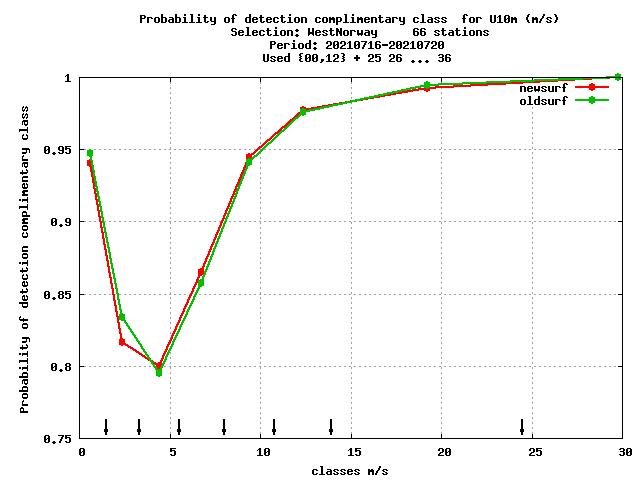 Probability of detection complimentary class  for U10m (m/s)
Selection: WestNorway     66 stations
Period: 20210716-20210720
Used {00,12} + 25 26 ... 36
newsurf
oldsurf
Probability of detection complimentary class
1
0.95
0.9
0.85
0.8
0.75
0 5 10 15 20 25 30
classes m/s